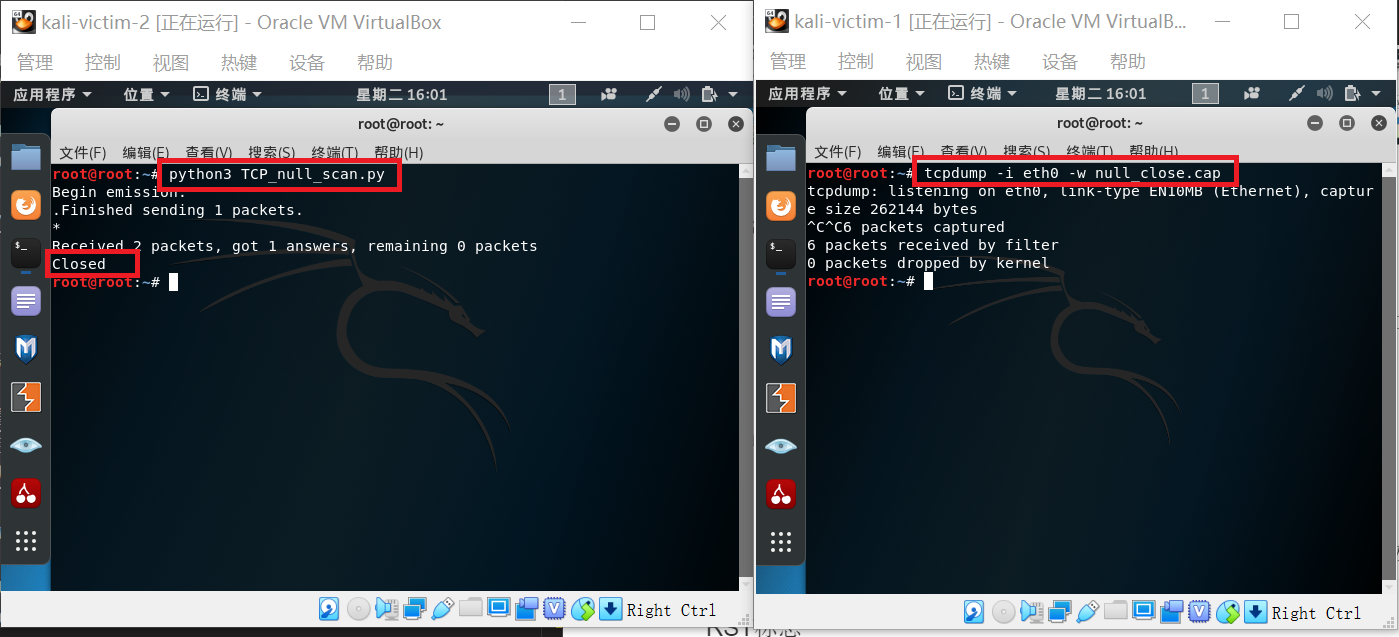 kali-victim-2 [正在运行] - Oracle VM VirtualBox
管理 控制 视图 热键 设备 帮助
应用程序 位置 终端 星期二 16:01 1
root@root: ~
文件(F) 编辑(E) 查看(V) 搜索(S) 终端(T) 帮助(H)
root@root:~# python3 TCP_null_scan.py
Begin emission:
.Finished sending 1 packets.
*
Received 2 packets, got 1 answers, remaining 0 packets
Closed
root@root:~#
Right Ctrl
kali-victim-1 [正在运行] - Oracle VM VirtualB...
管理 控制 视图 热键 设备 帮助
应用程序 位置 终端 星期二 16:01 1
root@root: ~
文件(F) 编辑(E) 查看(V) 搜索(S) 终端(T) 帮助(H)
root@root:~# tcpdump -i eth0 -w null_close.cap
tcpdump: listening on eth0, link-type EN10MB (Ethernet), captur
e size 262144 bytes
^C^C6 packets captured
6 packets received by filter
0 packets dropped by kernel
root@root:~#
Right Ctrl
RST标志